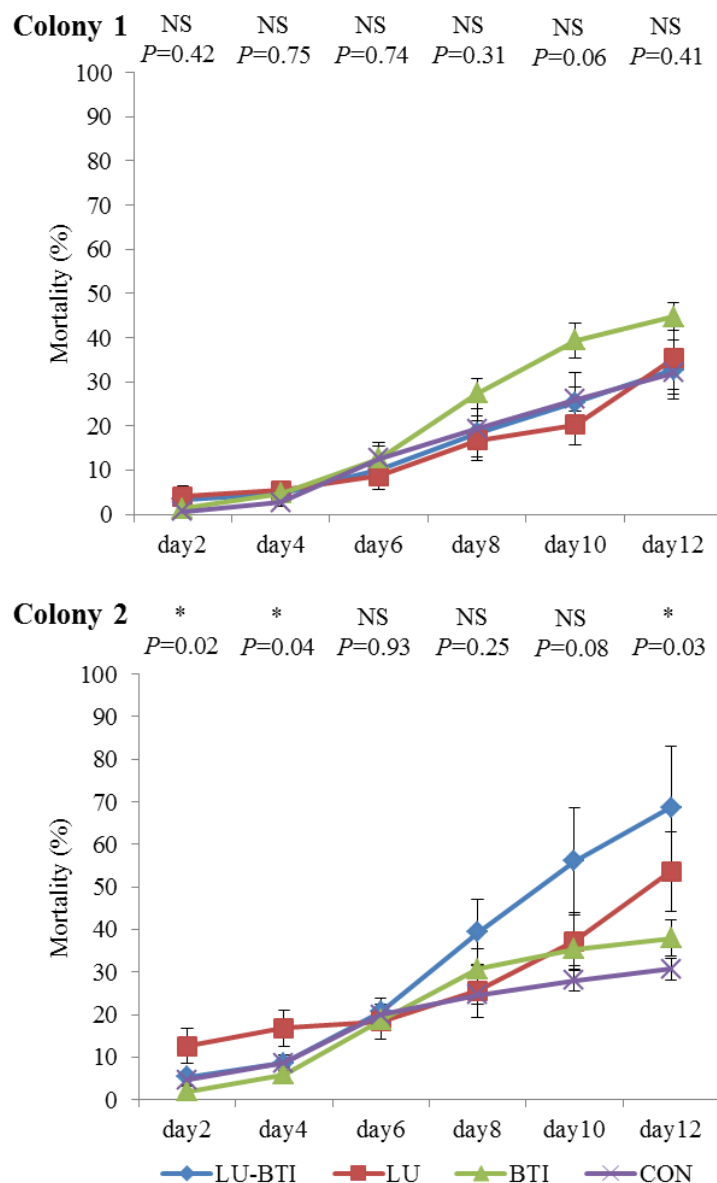 Colony 1 NS NS NS NS NS NS
P=0.42 P=0.75 P=0.74 P=0.31 P=0.06 P=0.41
100
90
80
70
60
50
40
30
20
10
0
Mortality (%)
day2 day4 day6 day8 day10 day12
Colony 2 * * NS NS NS *
P=0.02 P=0.04 P=0.93 P=0.25 P=0.08 P=0.03
100
90
80
70
60
50
40
30
20
10
0
Mortality (%)
day2 day4 day6 day8 day10 day12
LU-BTI LU BTI CON